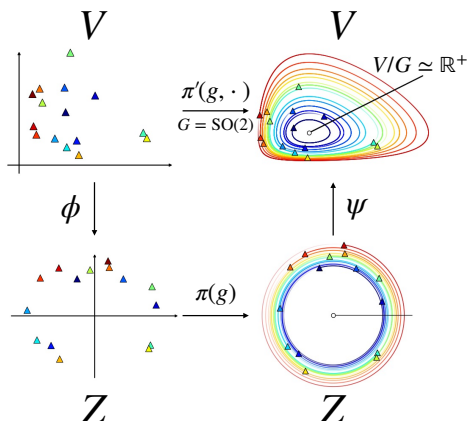 V
V
π′(g, ·)
G = SO(2)
V/G ≃ ℝ⁺
ϕ
ψ
π(g)
Z
Z